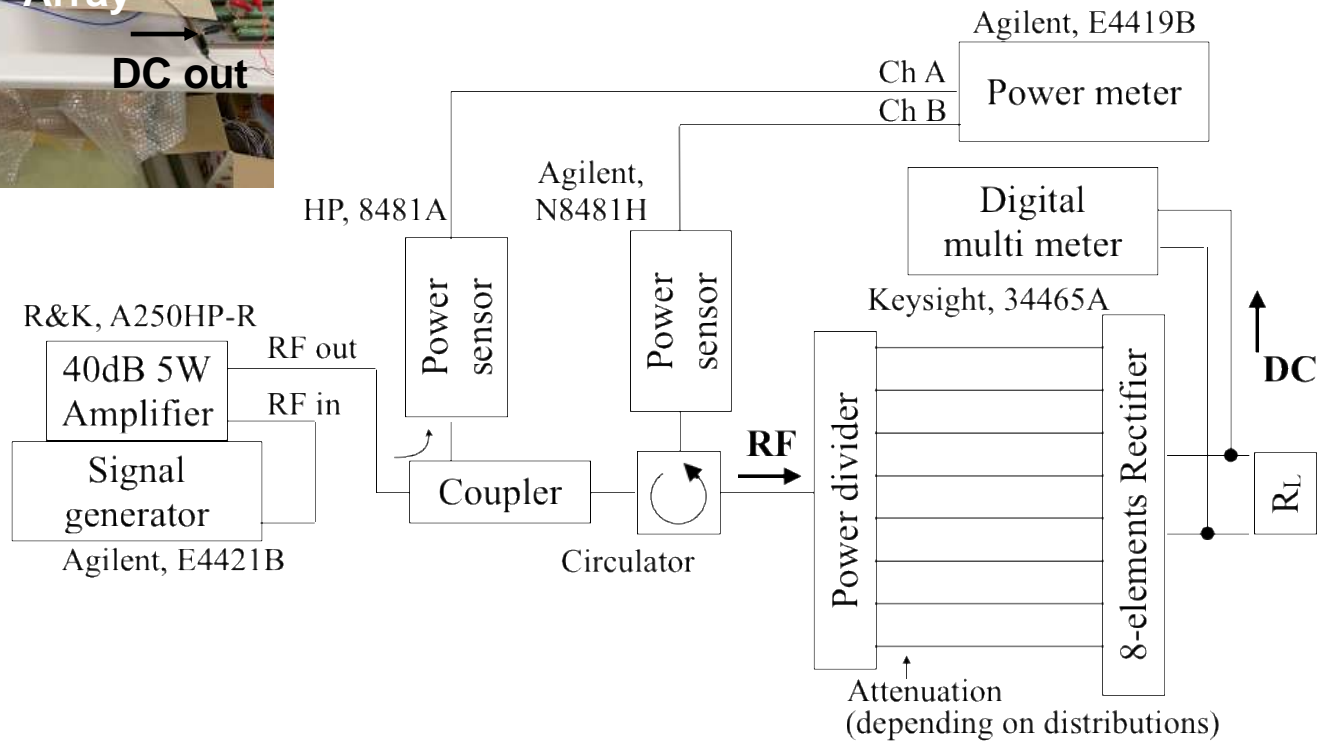 Array
DC out
Agilent, E4419B
Ch A
Ch B
Power meter
Agilent,
N8481H
HP, 8481A
Digital
multi meter
Keysight, 34465A
Power
sensor
Power
sensor
R&K, A250HP-R
40dB 5W
Amplifier
RF out
RF in
Signal
generator
Agilent, E4421B
Coupler
Circulator
RF
Power divider
8-elements Rectifier
DC
RL
Attenuation
(depending on distributions)